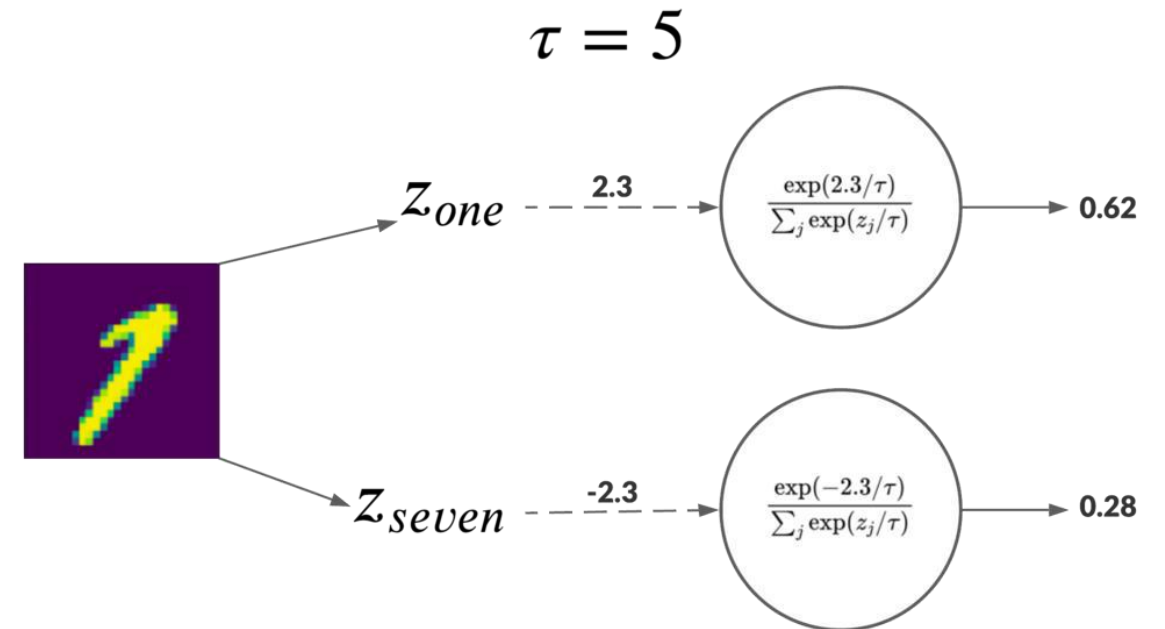 τ = 5
z_one
2.3
exp(2.3/τ)
∑_j exp(z_j/τ)
0.62
z_seven
-2.3
exp(−2.3/τ)
∑_j exp(z_j/τ)
0.28